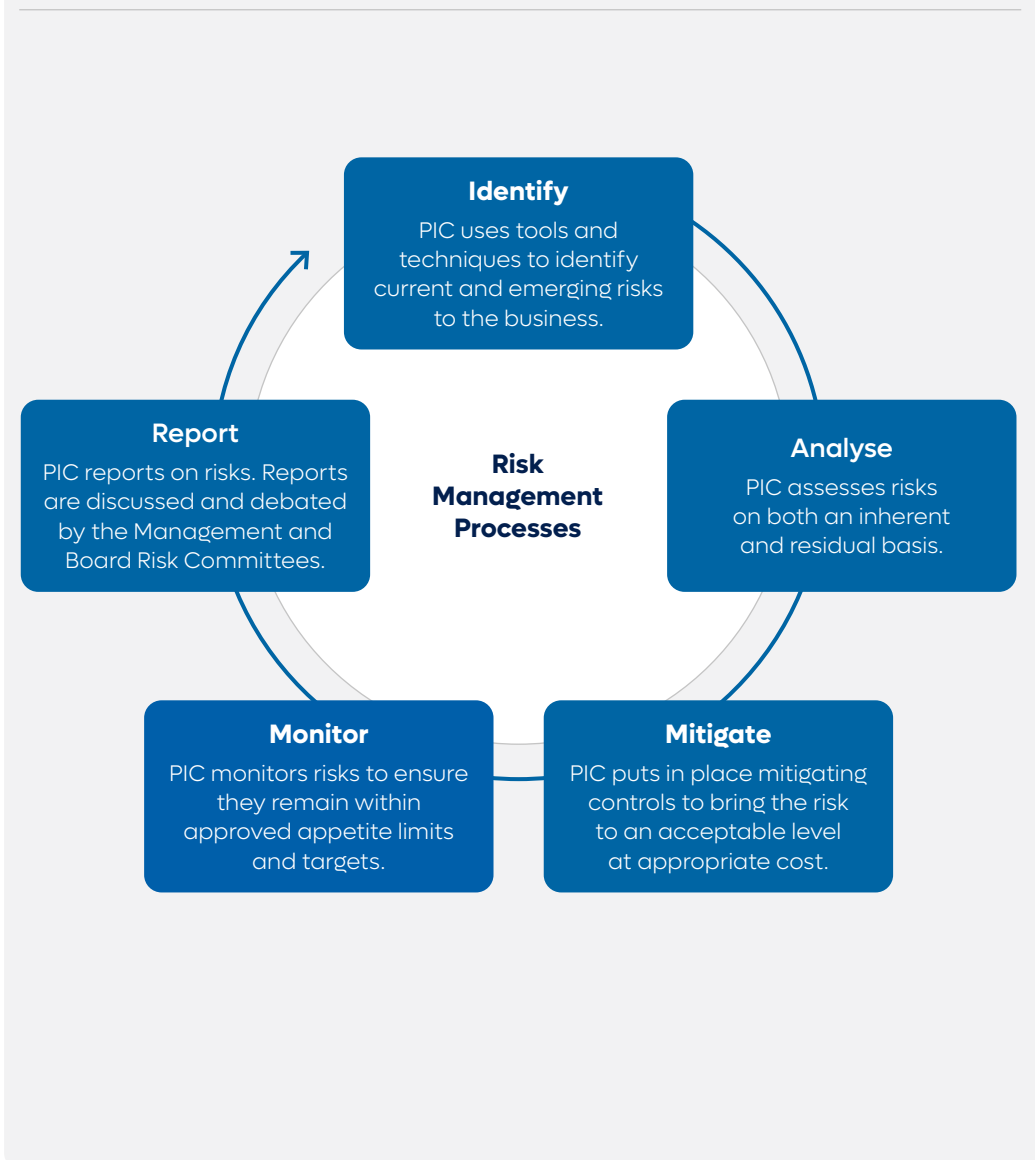 Identify
PIC uses tools and
techniques to identify
current and emerging risks
to the business.
Analyse
PIC assesses risks
on both an inherent
and residual basis.
Mitigate
PIC puts in place mitigating
controls to bring the risk
to an acceptable level
at appropriate cost.
Monitor
PIC monitors risks to ensure
they remain within
approved appetite limits
and targets.
Report
PIC reports on risks. Reports
are discussed and debated
by the Management and
Board Risk Committees.
Risk
Management
Processes